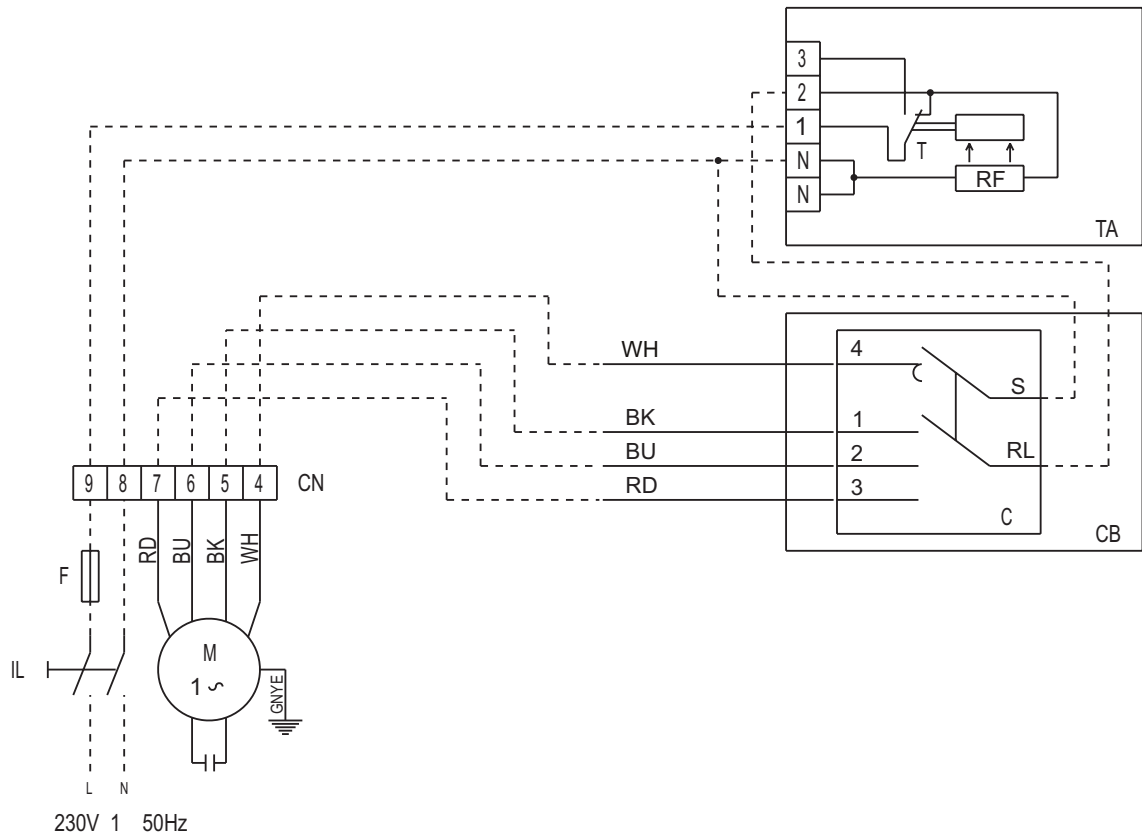 3
2
1
N
N
T
RF
TA
WH
4
S
BK
1
BU
2
RL
RD
3
C
CB
9 8 7 6 5 4 CN
RD BU BK WH
F
M
1 ~
IL
GNYE
L N
230V 1 50Hz